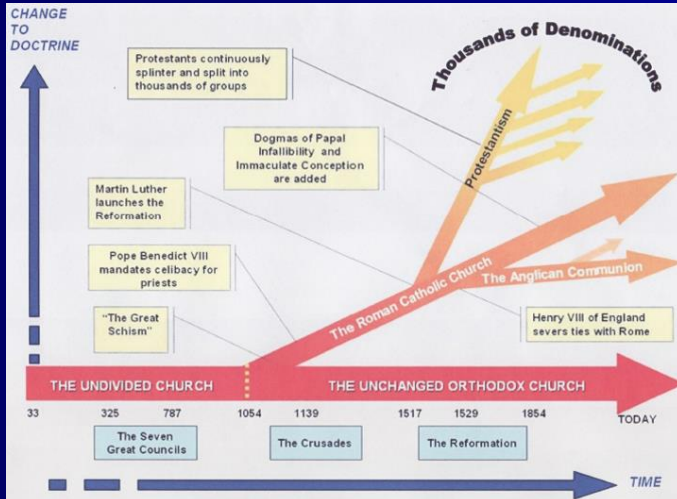 CHANGE
TO
DOCTRINE
Thousands of Denominations
Protestants continuously
splinter and split into
thousands of groups
Dogmas of Papal
Infallibility and
Immaculate Conception
are added
Protestantism
Martin Luther
launches the
Reformation
Pope Benedict VIII
mandates celibacy for
priests
The Roman Catholic Church
The Anglican Communion
"The Great
Schism"
Henry VIII of England
severs ties with Rome
THE UNDIVIDED CHURCH
THE UNCHANGED ORTHODOX CHURCH
33 325 787 1054 1139 1517 1529 1854 TODAY
The Seven
Great Councils
The Crusades
The Reformation
TIME